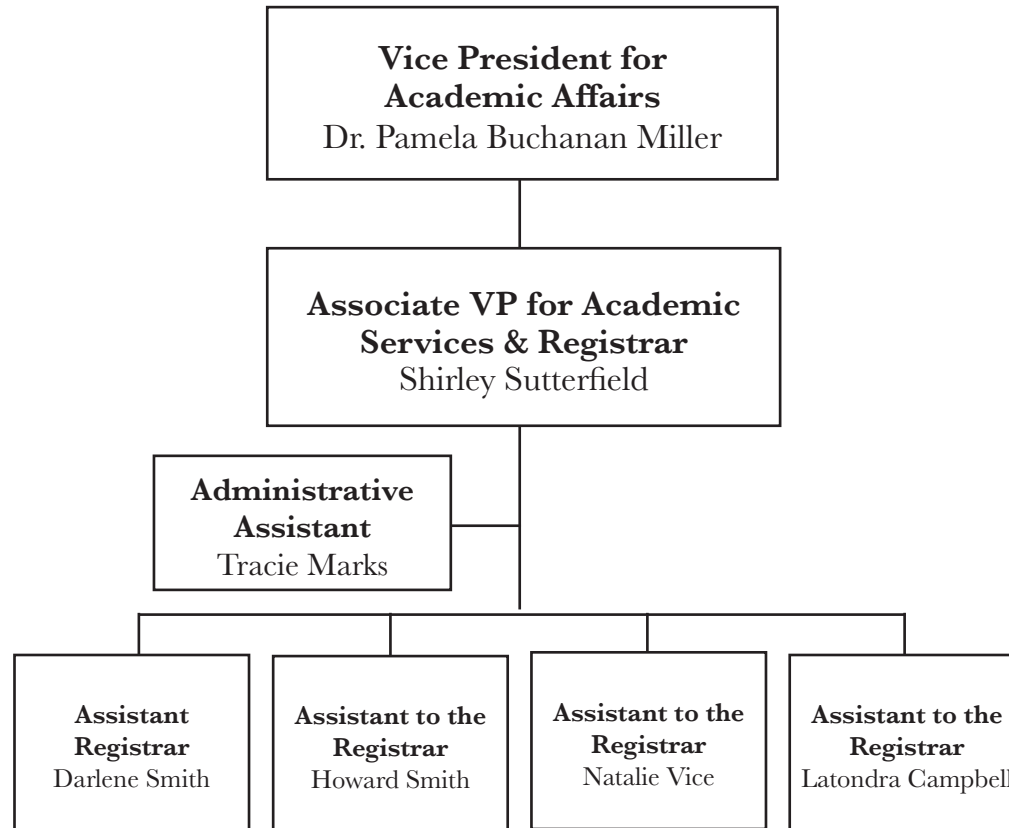 Vice President for
Academic Affairs
Dr. Pamela Buchanan Miller
Associate VP for Academic
Services & Registrar
Shirley Sutterfield
Administrative
Assistant
Tracie Marks
Assistant
Registrar
Darlene Smith
Assistant to the
Registrar
Howard Smith
Assistant to the
Registrar
Natalie Vice
Assistant to the
Registrar
Latondra Campbell